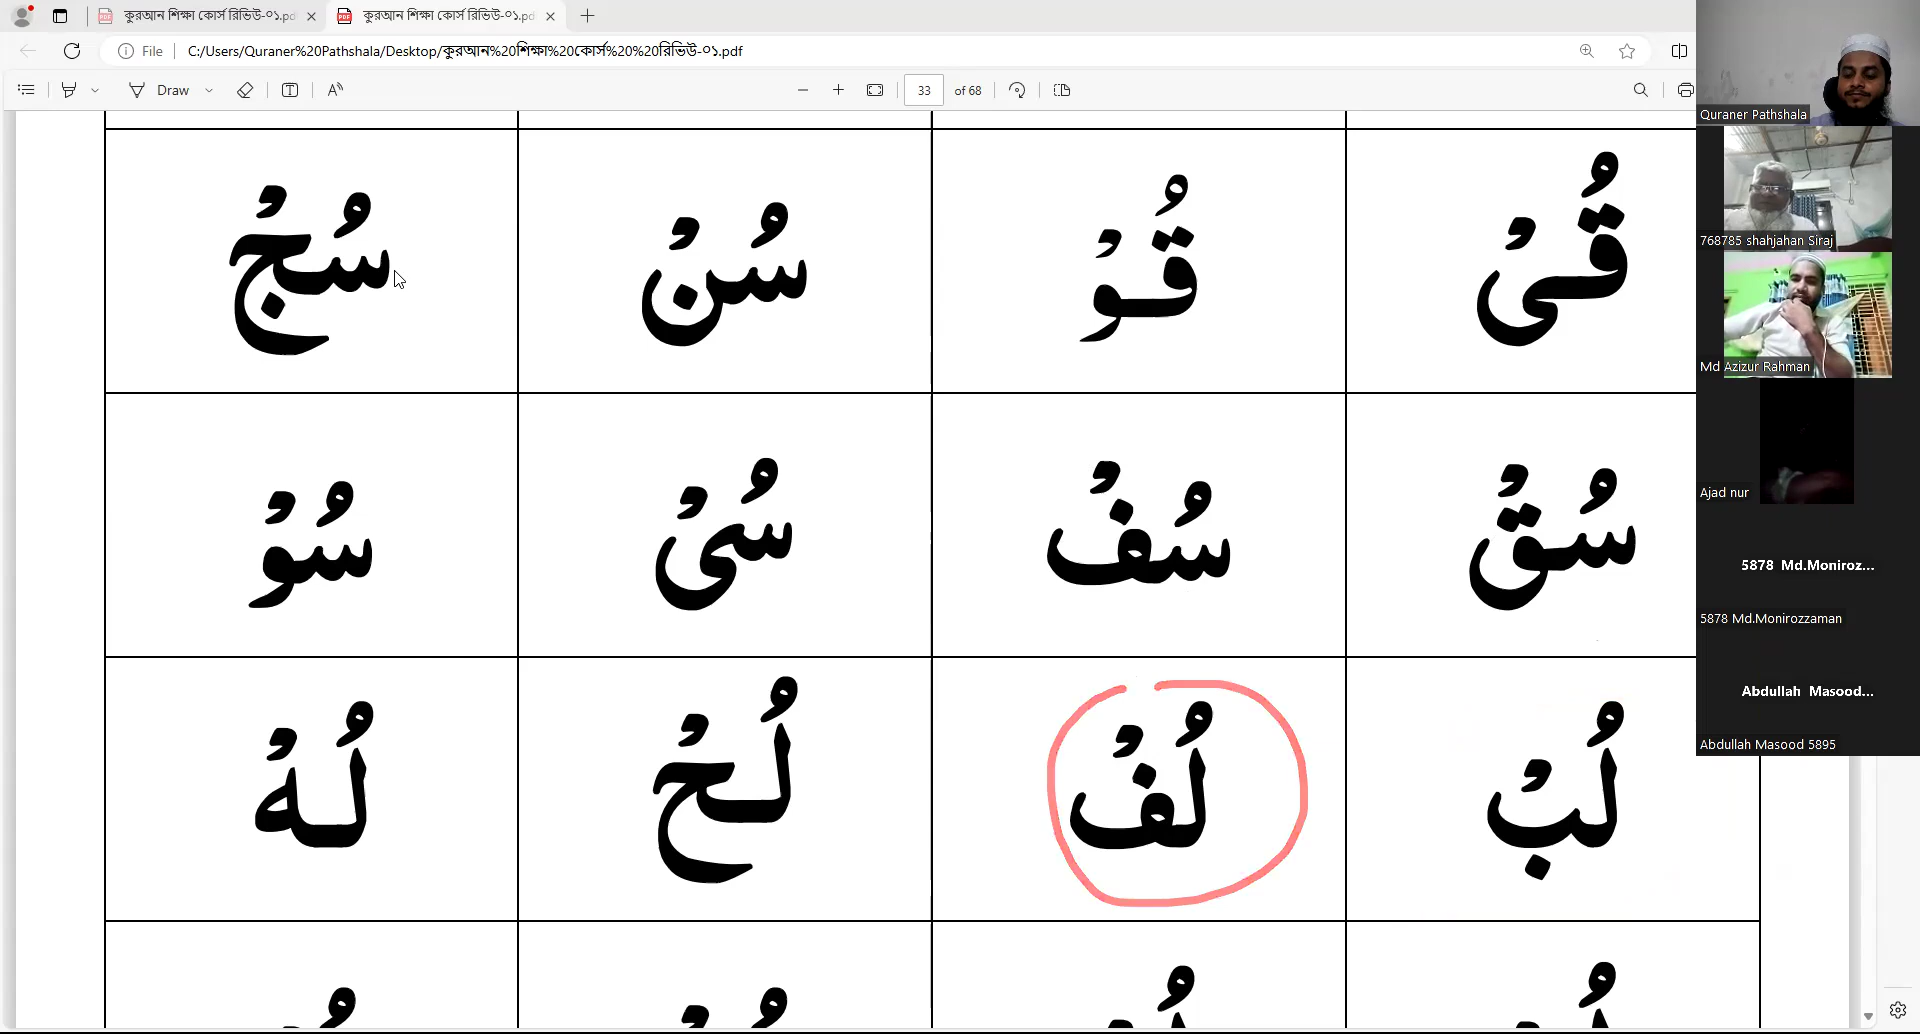 কুরআন শিক্ষা কোর্স রিভিউ-০১.pd
কুরআন শিক্ষা কোর্স রিভিউ-০১.pd
File
C:/Users/Quraner%20Pathshala/Desktop/কুরআন%20শিক্ষা%20কোর্স%20%20রিভিউ-০১.pdf
Draw
33 of 68
قُیْ قُوْ سُنْ سُجْ
سُقْ سُفْ سُیْ سُوْ
لُبْ لُفْ لُحْ لُهْ
Quraner Pathshala
768785 shahjahan Siraj
Md Azizur Rahman
Ajad nur
5878 Md.Moniroz...
5878 Md.Monirozzaman
Abdullah Masood...
Abdullah Masood 5895